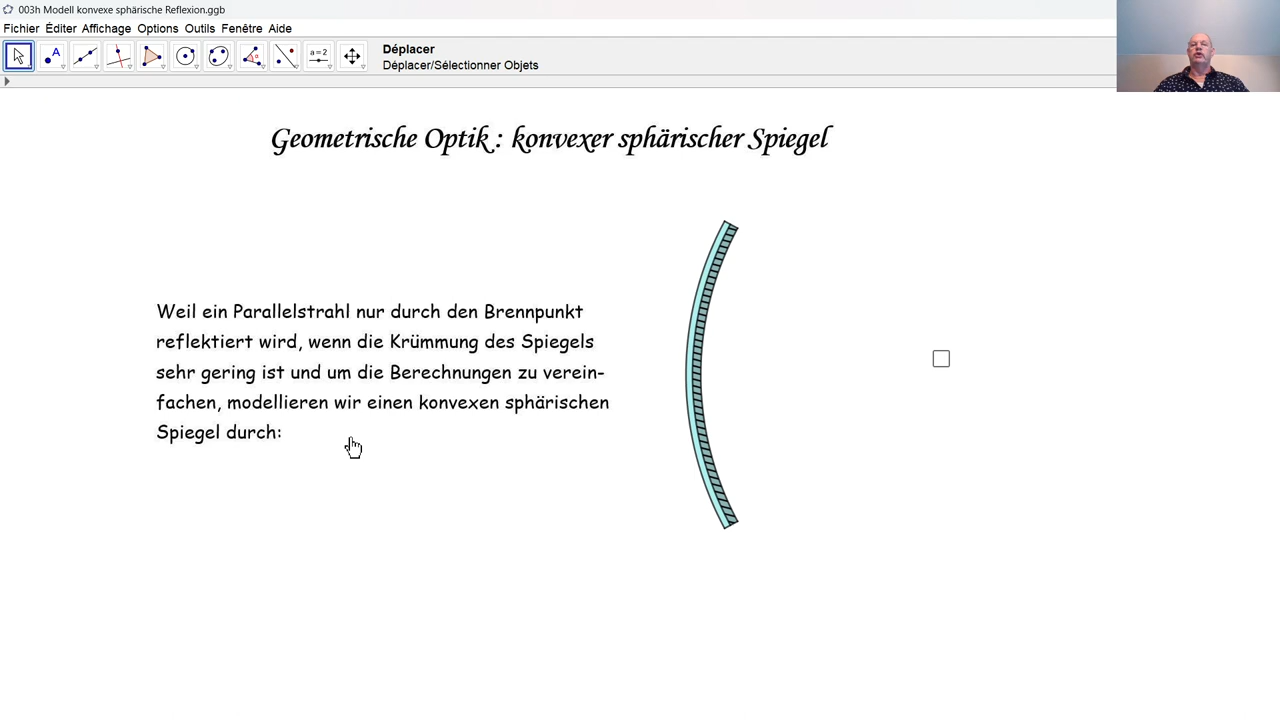 003h Modell konvexe sphärische Reflexion.ggb
Fichier Éditer Affichage Options Outils Fenêtre Aide
A
a=2
Déplacer
Déplacer/Sélectionner Objets
Geometrische Optik : konvexer sphärischer Spiegel
Weil ein Parallelstrahl nur durch den Brennpunkt
reflektiert wird, wenn die Krümmung des Spiegels
sehr gering ist und um die Berechnungen zu verein-
fachen, modellieren wir einen konvexen sphärischen
Spiegel durch: